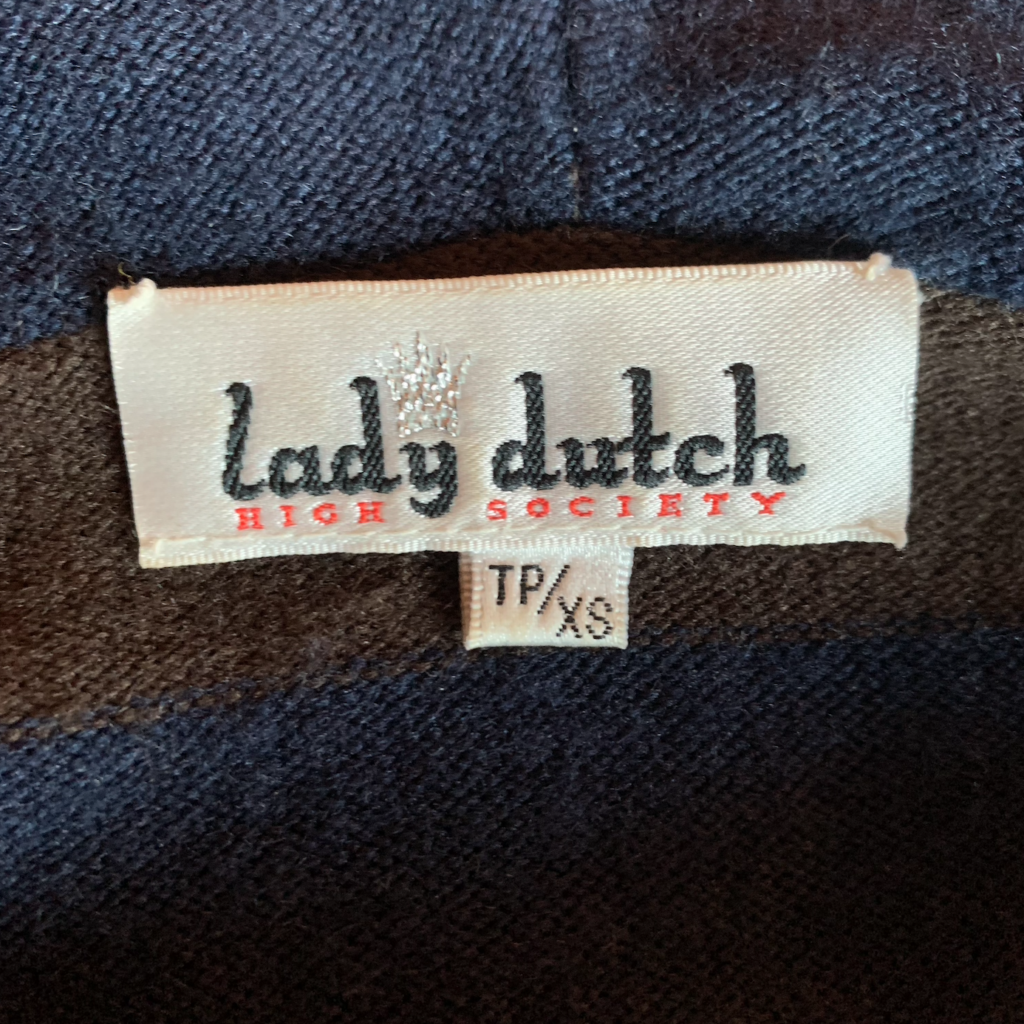 lady dutch
HIGH SOCIETY
TP/XS